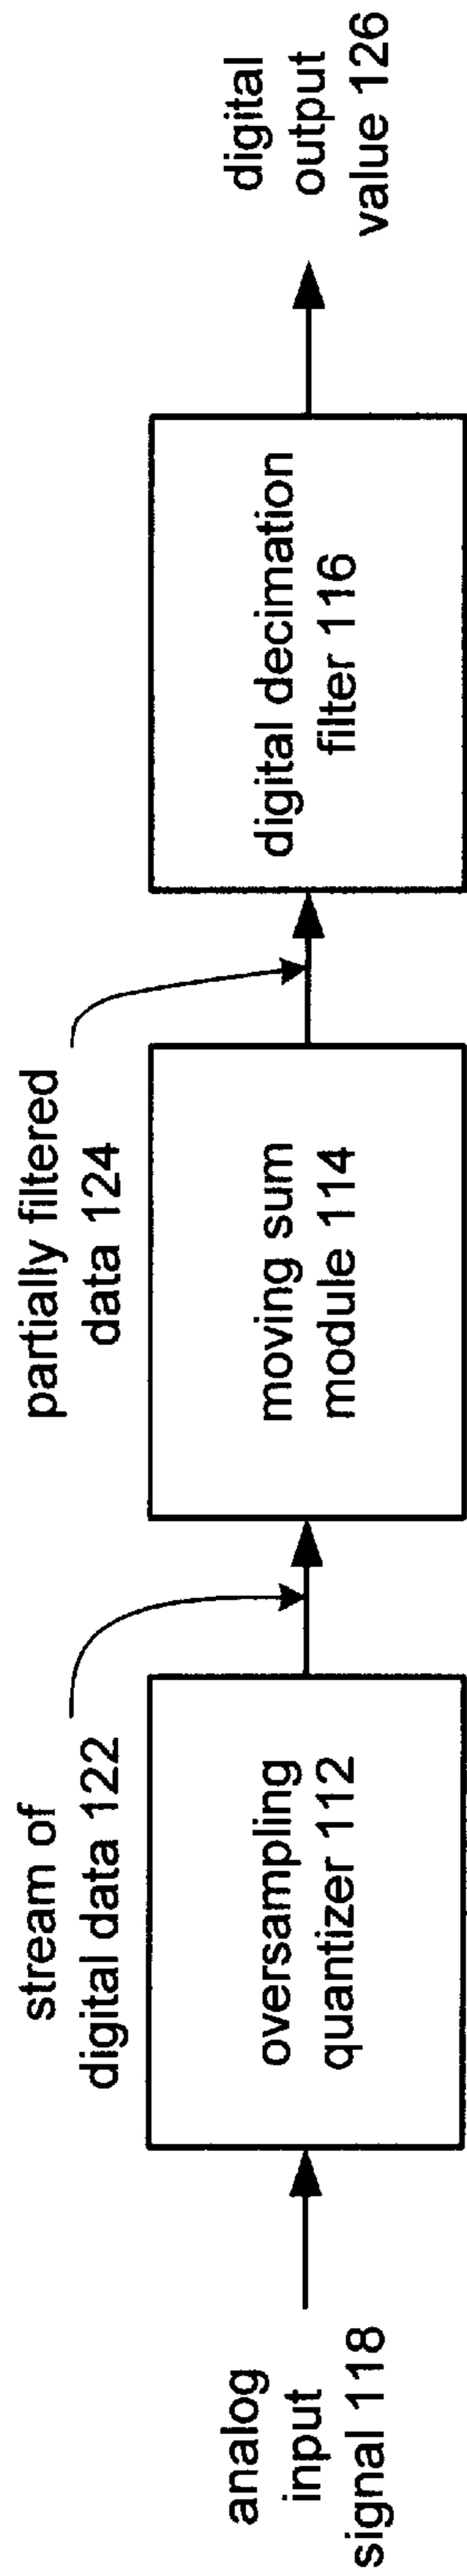 analog
input
signal 118
stream of
digital data 122
oversampling
quantizer 112
partially filtered
data 124
moving sum
module 114
digital decimation
filter 116
digital
output
value 126